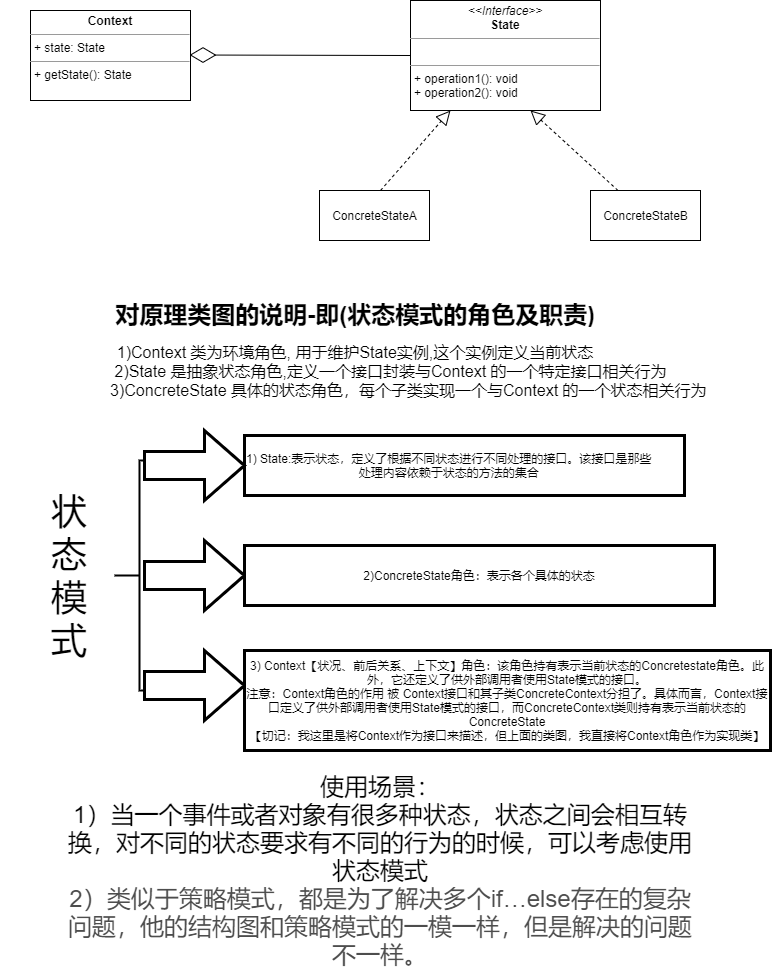 Context
+ state: State
+ getState(): State
<<Interface>>
State
+ operation1(): void
+ operation2(): void
ConcreteStateA
ConcreteStateB
对原理类图的说明-即(状态模式的角色及职责)
1)Context 类为环境角色, 用于维护State实例,这个实例定义当前状态
2)State 是抽象状态角色,定义一个接口封装与Context 的一个特定接口相关行为
3)ConcreteState 具体的状态角色，每个子类实现一个与Context 的一个状态相关行为
状
态
模
式
1) State:表示状态，定义了根据不同状态进行不同处理的接口。该接口是那些
处理内容依赖于状态的方法的集合
2)ConcreteState角色：表示各个具体的状态
3) Context【状况、前后关系、上下文】角色：该角色持有表示当前状态的Concretestate角色。此
外，它还定义了供外部调用者使用State模式的接口。
注意：Context角色的作用 被 Context接口和其子类ConcreteContext分担了。具体而言，Context接
口定义了供外部调用者使用State模式的接口，而ConcreteContext类则持有表示当前状态的
ConcreteState
【切记：我这里是将Context作为接口来描述，但上面的类图，我直接将Context角色作为实现类】
使用场景：
1）当一个事件或者对象有很多种状态，状态之间会相互转
换，对不同的状态要求有不同的行为的时候，可以考虑使用
状态模式
2）类似于策略模式，都是为了解决多个if…else存在的复杂
问题，他的结构图和策略模式的一模一样，但是解决的问题
不一样。